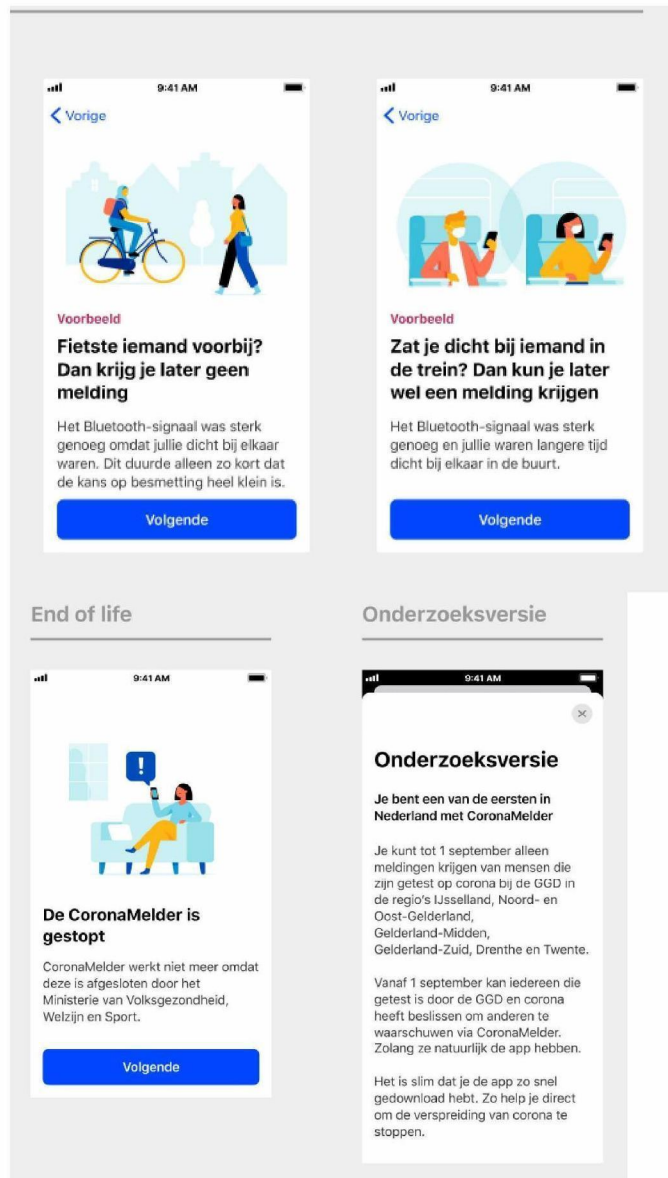 9:41 AM
Vorige
Voorbeeld
Fietste iemand voorbij?
Dan krijg je later geen
melding
Het Bluetooth-signaal was sterk
genoeg omdat jullie dicht bij elkaar
waren. Dit duurde alleen zo kort dat
de kans op besmetting heel klein is.
Volgende
9:41 AM
Vorige
Voorbeeld
Zat je dicht bij iemand in
de trein? Dan kun je later
wel een melding krijgen
Het Bluetooth-signaal was sterk
genoeg en jullie waren langere tijd
dicht bij elkaar in de buurt.
Volgende
End of life
9:41 AM
!
De CoronaMelder is
gestopt
CoronaMelder werkt niet meer omdat
deze is afgesloten door het
Ministerie van Volksgezondheid,
Welzijn en Sport.
Volgende
Onderzoeksversie
9:41 AM
Onderzoeksversie
Je bent een van de eersten in
Nederland met CoronaMelder
Je kunt tot 1 september alleen
meldingen krijgen van mensen die
zijn getest op corona bij de GGD in
de regio's IJsselland, Noord- en
Oost-Gelderland,
Gelderland-Midden,
Gelderland-Zuid, Drenthe en Twente.
Vanaf 1 september kan iedereen die
getest is door de GGD en corona
heeft beslissen om anderen te
waarschuwen via CoronaMelder.
Zolang ze natuurlijk de app hebben.
Het is slim dat je de app zo snel
gedownload hebt. Zo help je direct
om de verspreiding van corona te
stoppen.